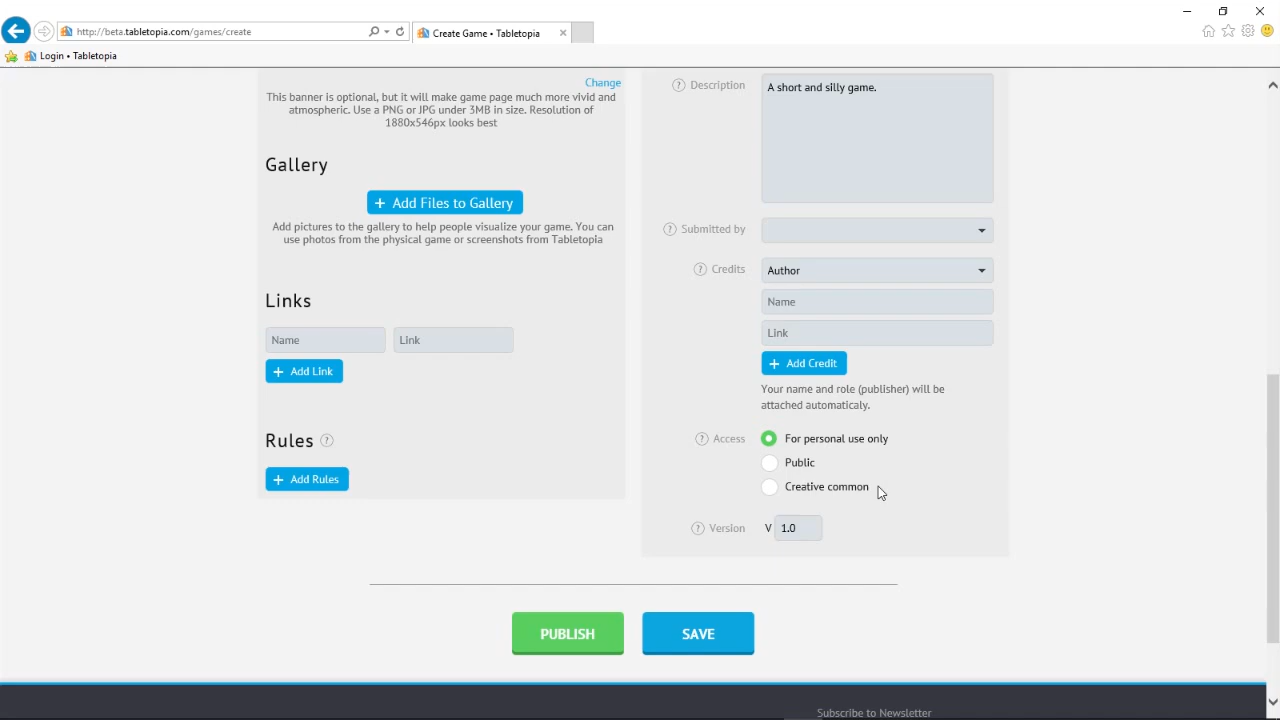 http://beta.tabletopia.com/games/create
Create Game • Tabletopia
Login • Tabletopia
Change
This banner is optional, but it will make game page much more vivid and
atmospheric. Use a PNG or JPG under 3MB in size. Resolution of
1880x546px looks best
Gallery
+ Add Files to Gallery
Add pictures to the gallery to help people visualize your game. You can
use photos from the physical game or screenshots from Tabletopia
Links
Name Link
+ Add Link
Rules ?
+ Add Rules
? Description A short and silly game.
? Submitted by
? Credits Author
Name
Link
+ Add Credit
Your name and role (publisher) will be
attached automaticaly.
? Access For personal use only
Public
Creative common
? Version V 1.0
PUBLISH SAVE
Subscribe to Newsletter